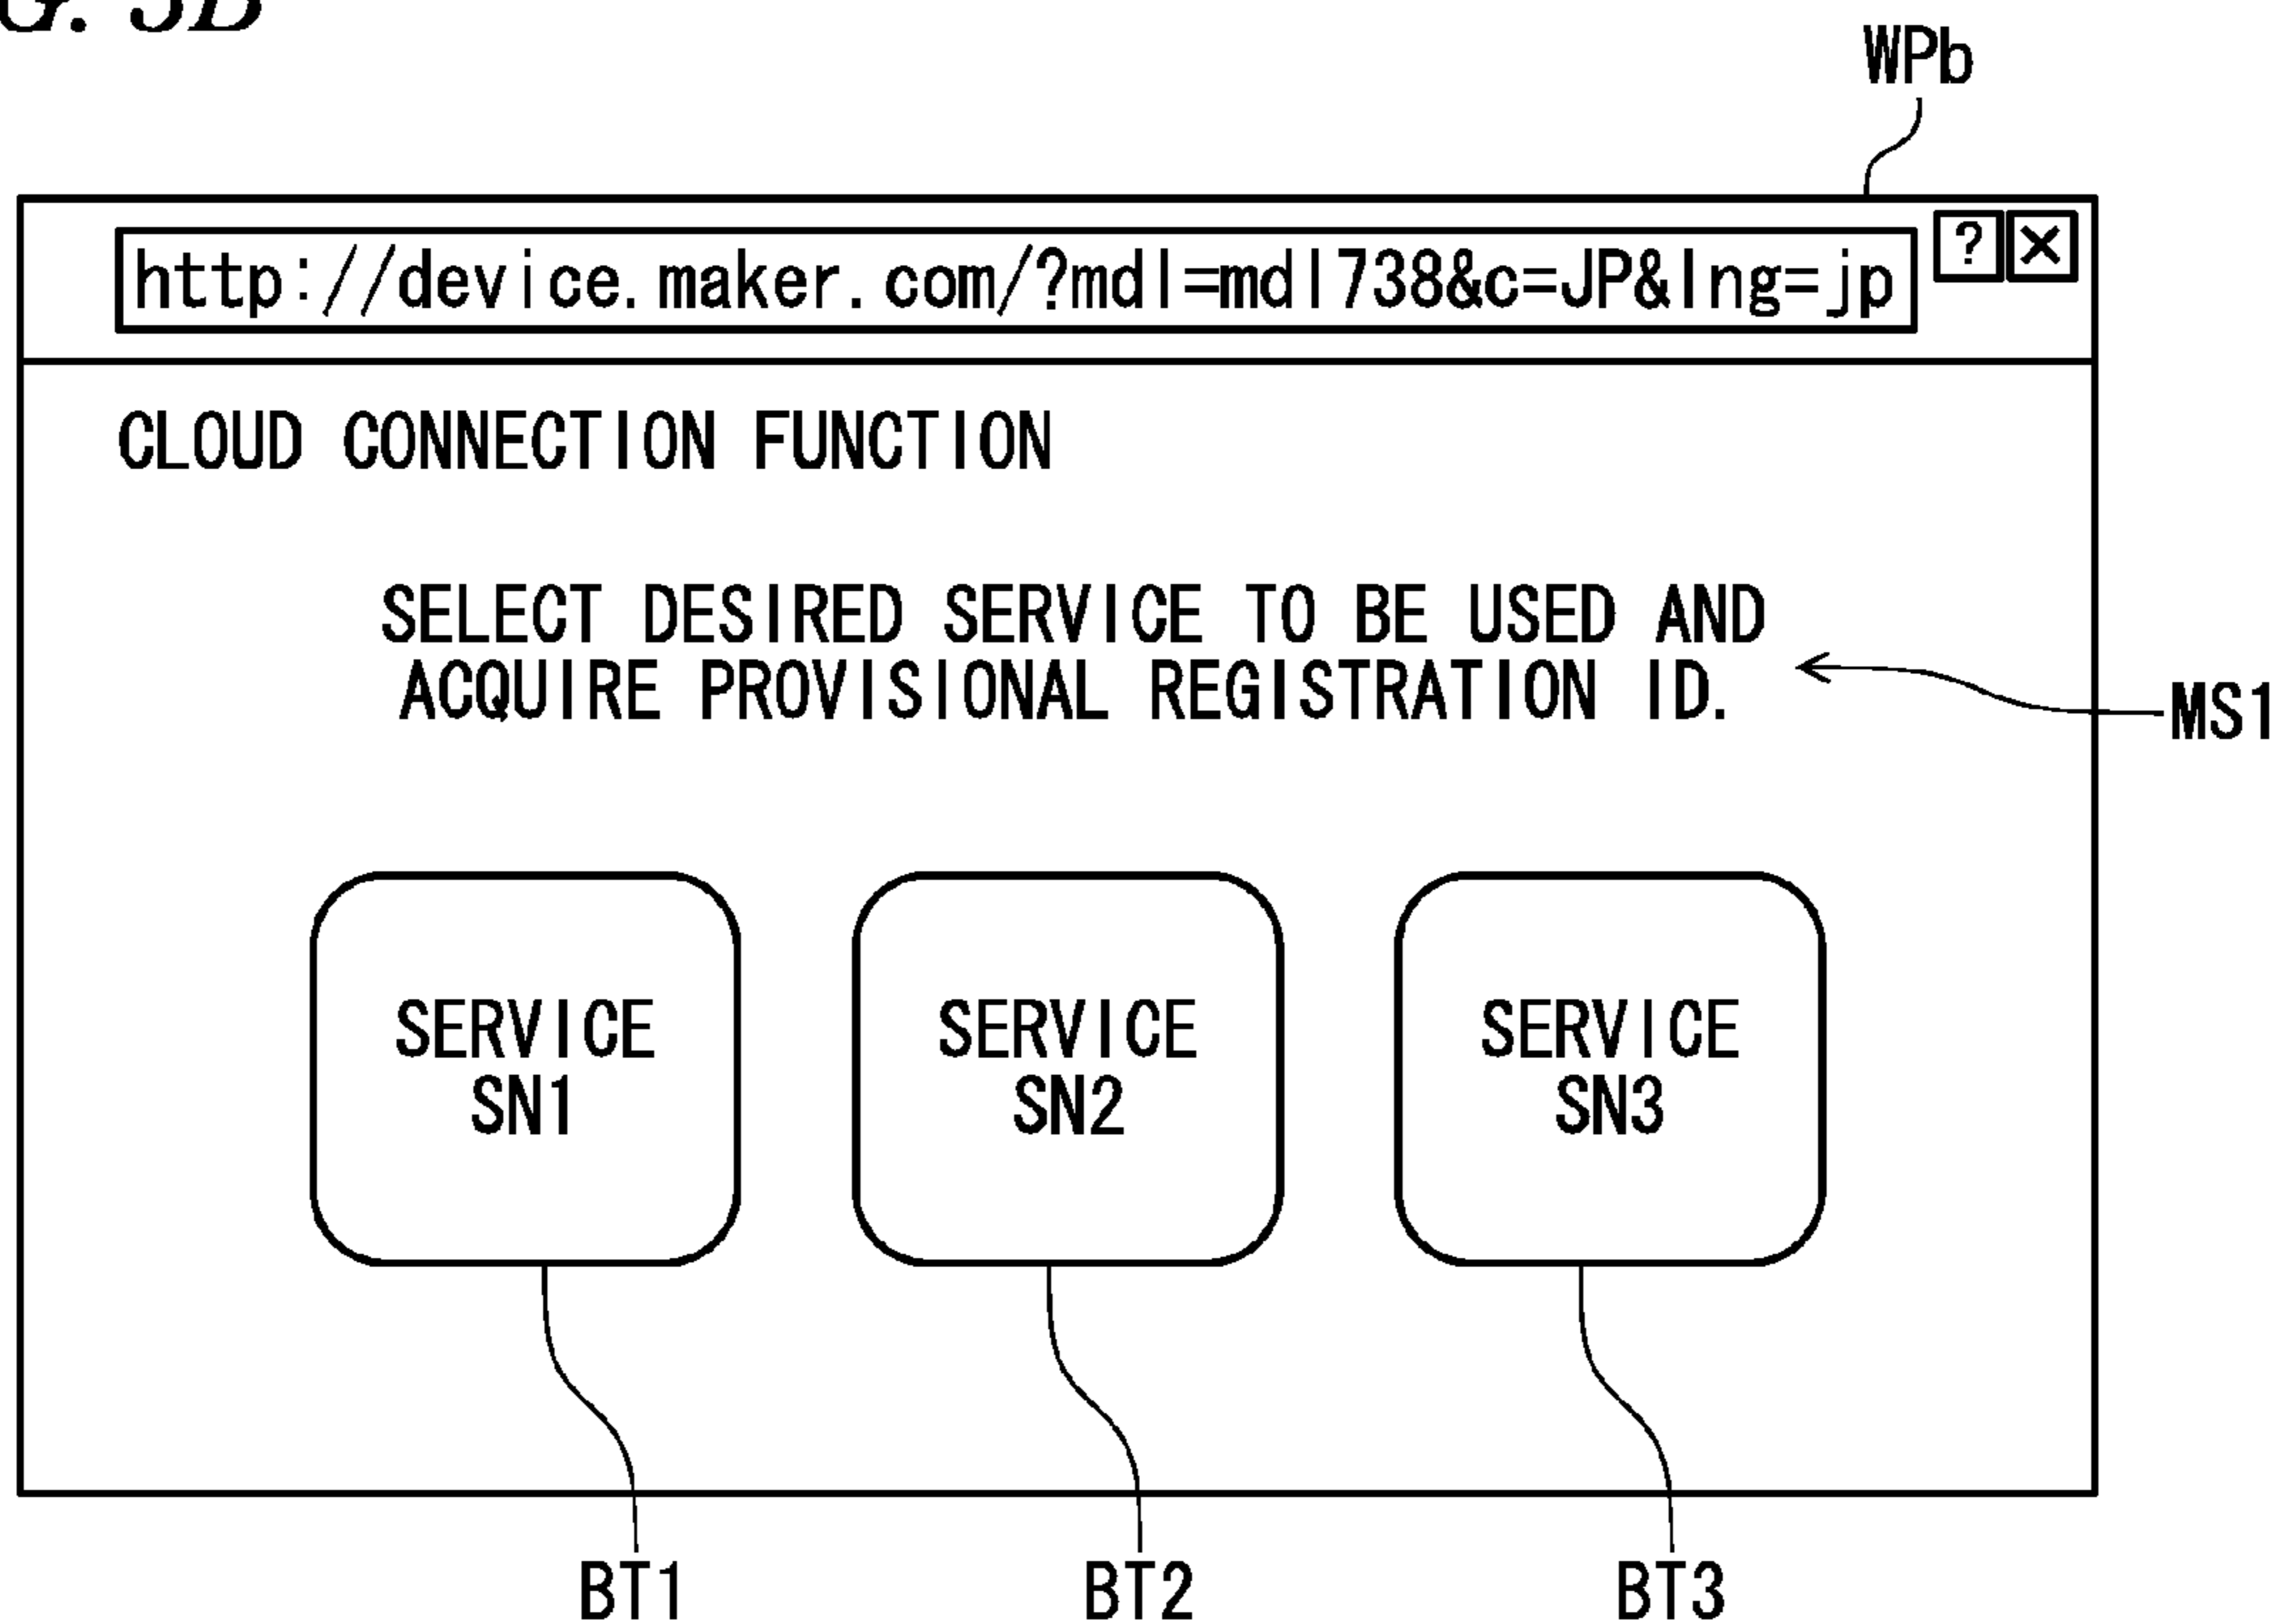 WPb
http://device.maker.com/?mdl=mdl738&c=JP&lng=jp ? X
CLOUD CONNECTION FUNCTION
SELECT DESIRED SERVICE TO BE USED AND
ACQUIRE PROVISIONAL REGISTRATION ID.
MS1
SERVICE
SN1
SERVICE
SN2
SERVICE
SN3
BT1 BT2 BT3